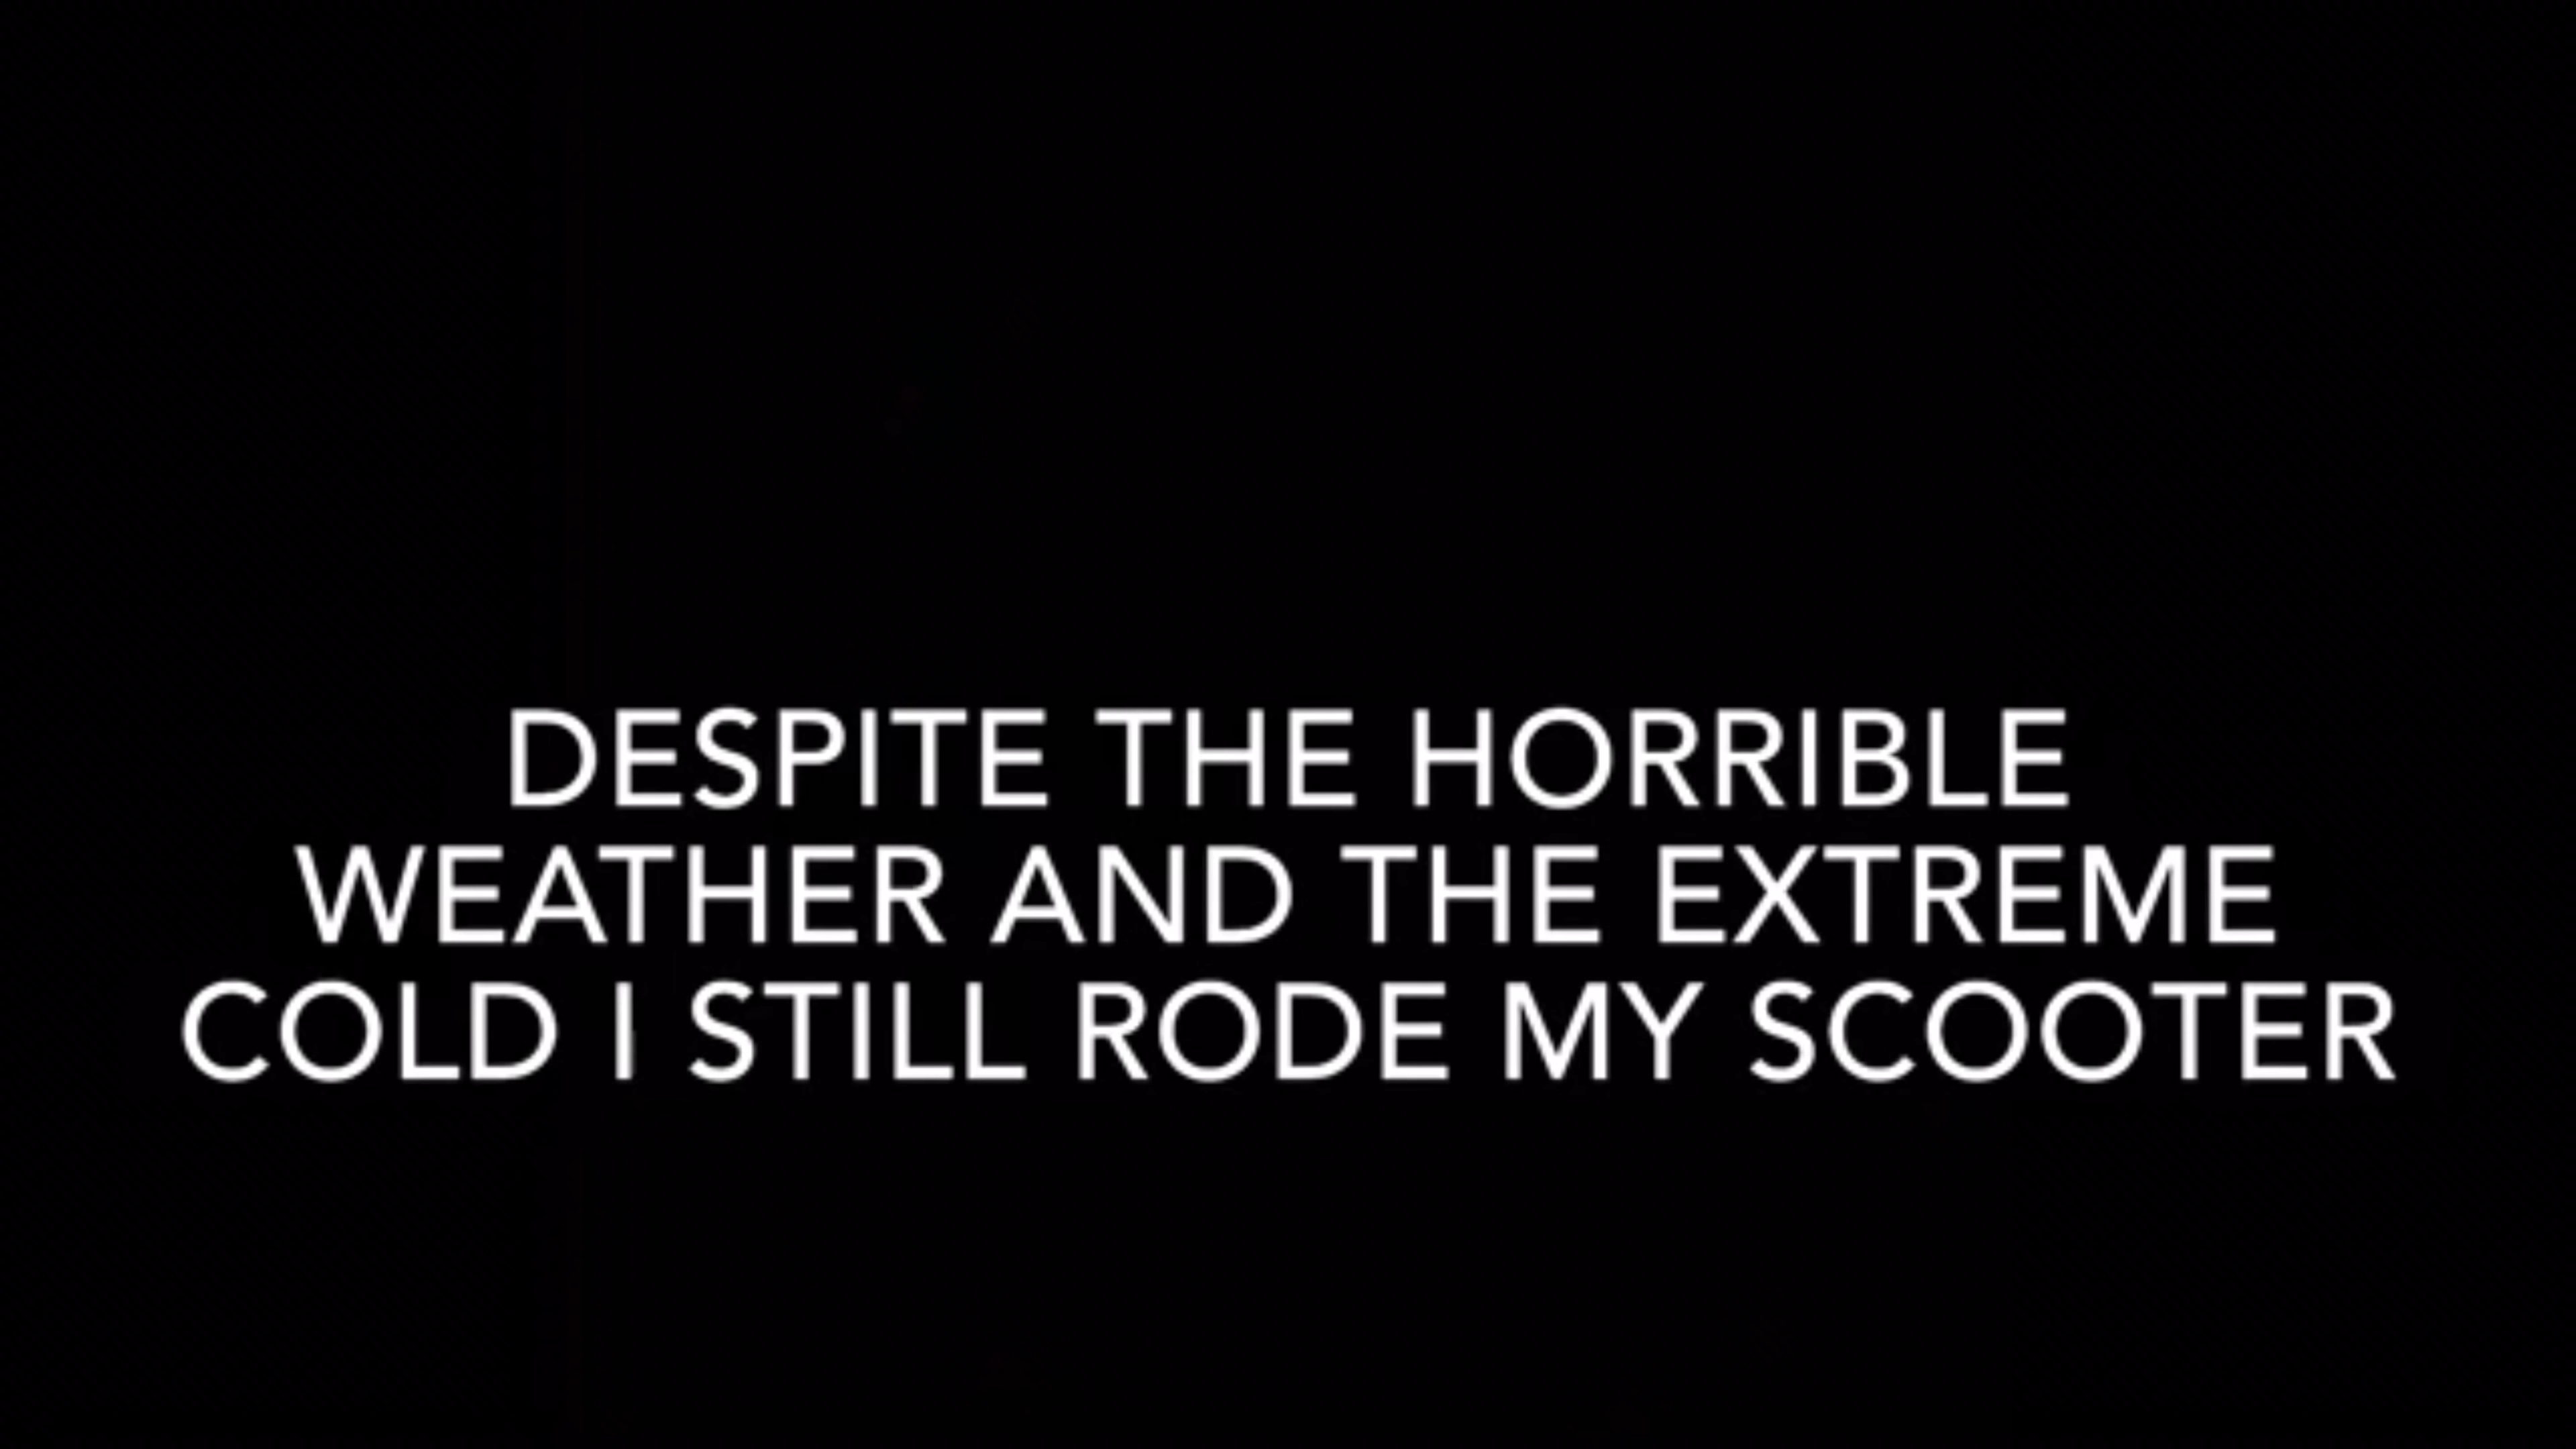 DESPITE THE HORRIBLE
WEATHER AND THE EXTREME
COLD I STILL RODE MY SCOOTER